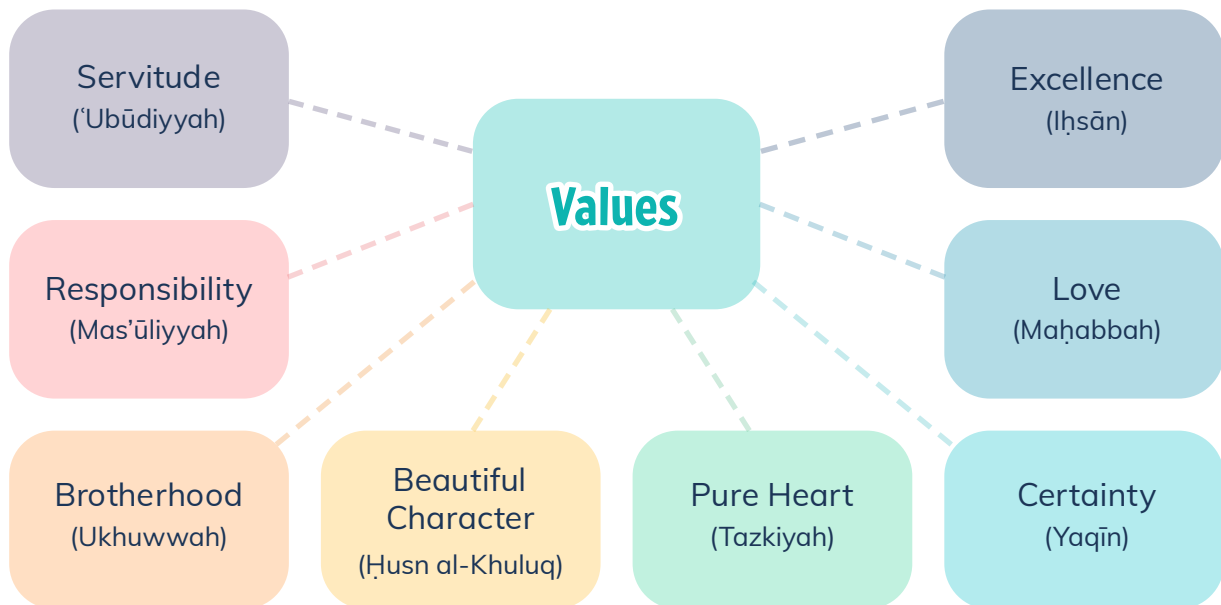 Servitude
(ʿUbūdiyyah)
Excellence
(Iḥsān)
Values
Responsibility
(Mas’ūliyyah)
Love
(Maḥabbah)
Brotherhood
(Ukhuwwah)
Beautiful
Character
(Ḥusn al-Khuluq)
Pure Heart
(Tazkiyah)
Certainty
(Yaqīn)